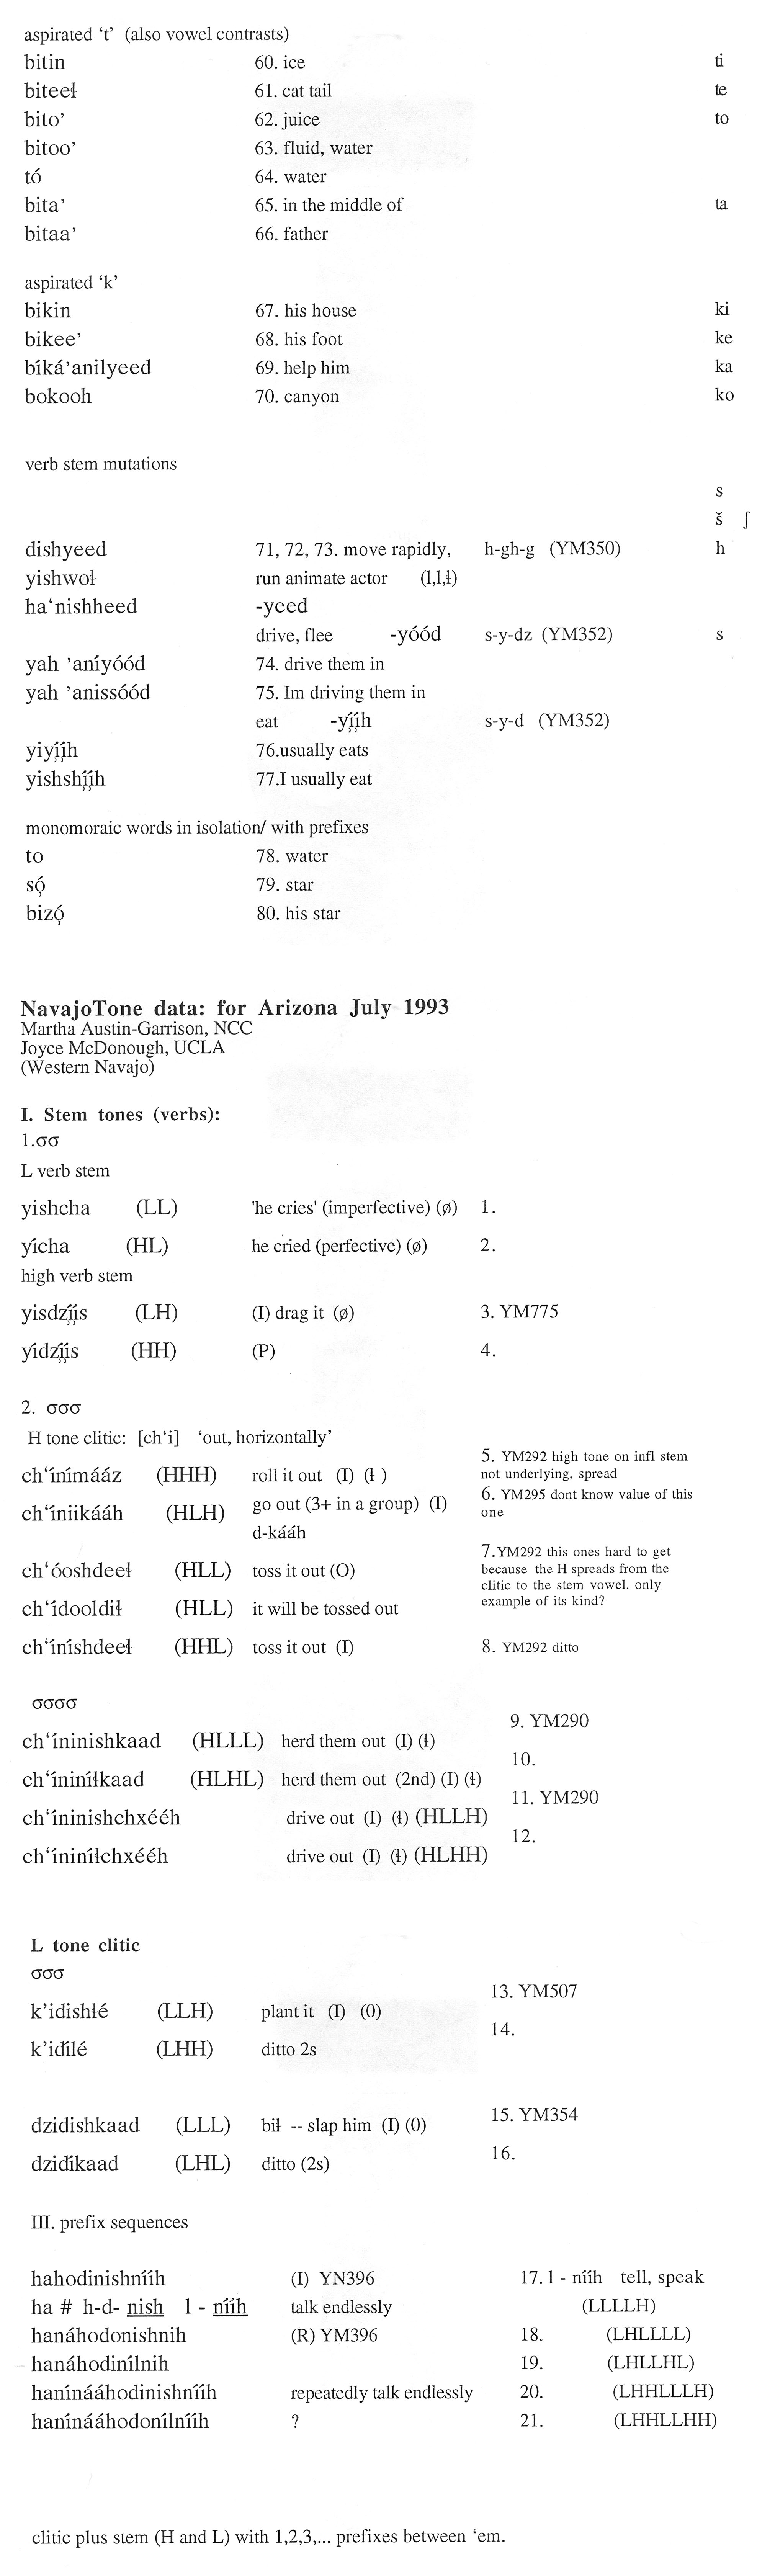 aspirated ‘t’ (also vowel contrasts)
bitin 60. ice ti
biteeł 61. cat tail te
bito’ 62. juice to
bitoo’ 63. fluid, water
tó 64. water
bita’ 65. in the middle of ta
bitaa’ 66. father
aspirated ‘k’
bikin 67. his house ki
bikee’ 68. his foot ke
bíká’anilyeed 69. help him ka
bokooh 70. canyon ko
verb stem mutations
s
š ʃ
dishyeed 71, 72, 73. move rapidly, h-gh-g (YM350) h
yishwoł run animate actor (l,l,ł)
ha‘nishheed -yeed
drive, flee -yóód s-y-dz (YM352) s
yah ’aníyóód 74. drive them in
yah ’anissóód 75. Im driving them in
eat -yį́į́h s-y-d (YM352)
yiyį́į́h 76.usually eats
yishshį́į́h 77.I usually eat
monomoraic words in isolation/ with prefixes
to 78. water
sǫ́ 79. star
bizǫ́ 80. his star
NavajoTone data: for Arizona July 1993
Martha Austin-Garrison, NCC
Joyce McDonough, UCLA
(Western Navajo)
I. Stem tones (verbs):
1.σσ
L verb stem
yishcha (LL) 'he cries' (imperfective) (ø) 1.
yícha (HL) he cried (perfective) (ø) 2.
high verb stem
yisdzį́į́s (LH) (I) drag it (ø) 3. YM775
yídzį́į́s (HH) (P) 4.
2. σσσ
H tone clitic: [ch‘i] ‘out, horizontally’
ch‘ínímááz (HHH) roll it out (I) (ł ) 5. YM292 high tone on infl stem
not underlying, spread
ch‘íniikááh (HLH) go out (3+ in a group) (I) 6. YM295 dont know value of this
d-kááh one
ch‘óoshdeeł (HLL) toss it out (O) 7.YM292 this ones hard to get
because the H spreads from the
clitic to the stem vowel. only
ch‘ídooldił (HLL) it will be tossed out example of its kind?
ch‘íníshdeeł (HHL) toss it out (I) 8. YM292 ditto
σσσσ
ch‘íninishkaad (HLLL) herd them out (I) (ł) 9. YM290
ch‘íniníłkaad (HLHL) herd them out (2nd) (I) (ł) 10.
ch‘íninishchxééh drive out (I) (ł) (HLLH) 11. YM290
ch‘íniníłchxééh drive out (I) (ł) (HLHH) 12.
L tone clitic
σσσ
k’idishłé (LLH) plant it (I) (0) 13. YM507
k’idílé (LHH) ditto 2s 14.
dzidishkaad (LLL) bił -- slap him (I) (0) 15. YM354
dzidíkaad (LHL) ditto (2s) 16.
III. prefix sequences
hahodinishnííh (I) YN396 17. l - nííh tell, speak
ha # h-d- nish l - nííh talk endlessly (LLLLH)
hanáhodonishnih (R) YM396 18. (LHLLLL)
hanáhodinílnih 19. (LHLLHL)
hanínááhodinishnííh repeatedly talk endlessly 20. (LHHLLLH)
hanínááhodonílnííh ? 21. (LHHLLHH)
clitic plus stem (H and L) with 1,2,3,... prefixes between ‘em.